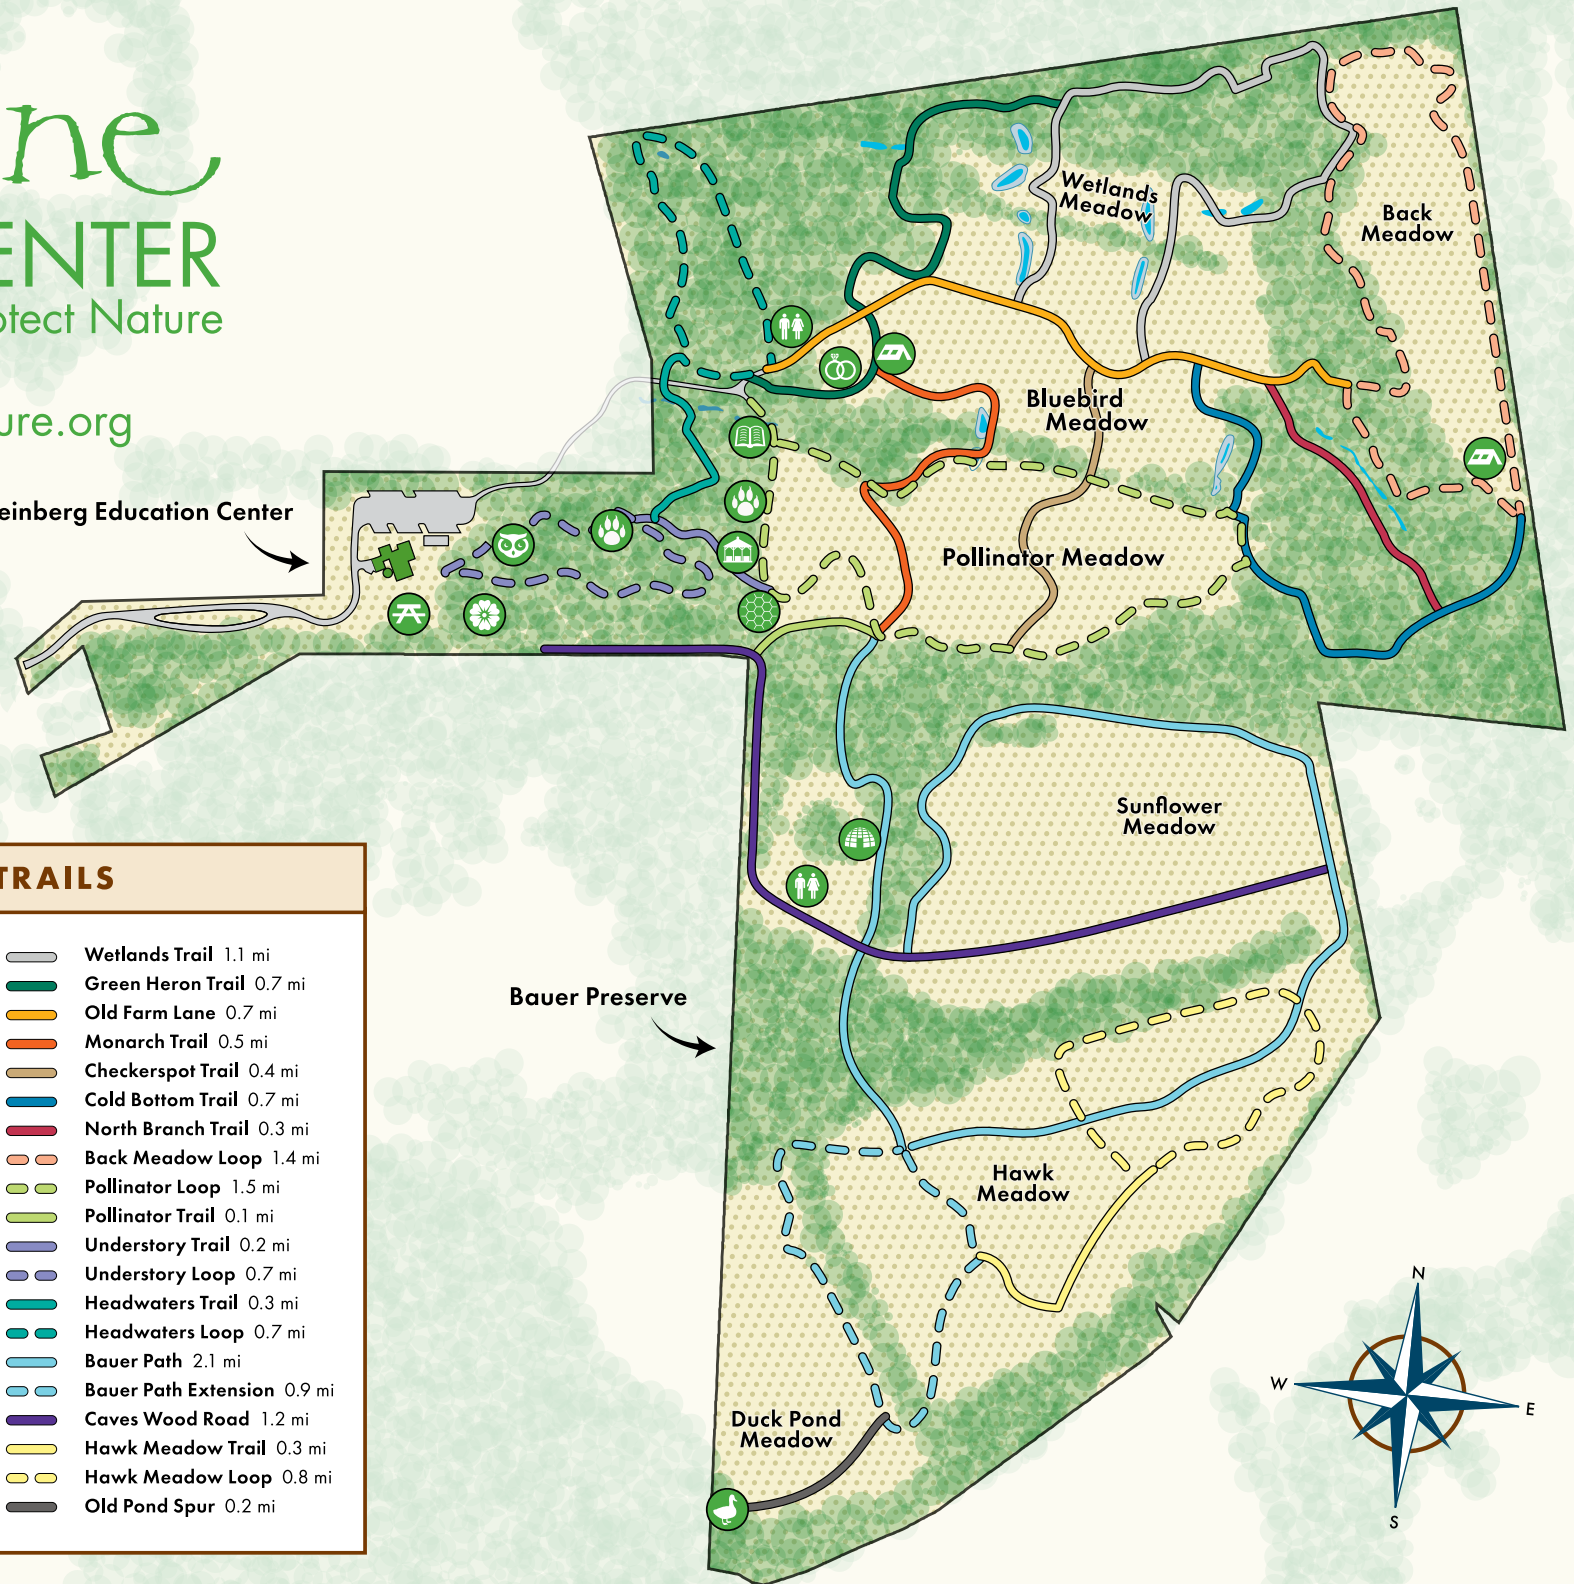 ne
ENTER
otect Nature
ure.org
einberg Education Center
Wetlands
Meadow
Back
Meadow
Bluebird
Meadow
Pollinator Meadow
Sunflower
Meadow
Bauer Preserve
Hawk
Meadow
Duck Pond
Meadow
TRAILS
Wetlands Trail 1.1 mi
Green Heron Trail 0.7 mi
Old Farm Lane 0.7 mi
Monarch Trail 0.5 mi
Checkerspot Trail 0.4 mi
Cold Bottom Trail 0.7 mi
North Branch Trail 0.3 mi
Back Meadow Loop 1.4 mi
Pollinator Loop 1.5 mi
Pollinator Trail 0.1 mi
Understory Trail 0.2 mi
Understory Loop 0.7 mi
Headwaters Trail 0.3 mi
Headwaters Loop 0.7 mi
Bauer Path 2.1 mi
Bauer Path Extension 0.9 mi
Caves Wood Road 1.2 mi
Hawk Meadow Trail 0.3 mi
Hawk Meadow Loop 0.8 mi
Old Pond Spur 0.2 mi
N
W
E
S